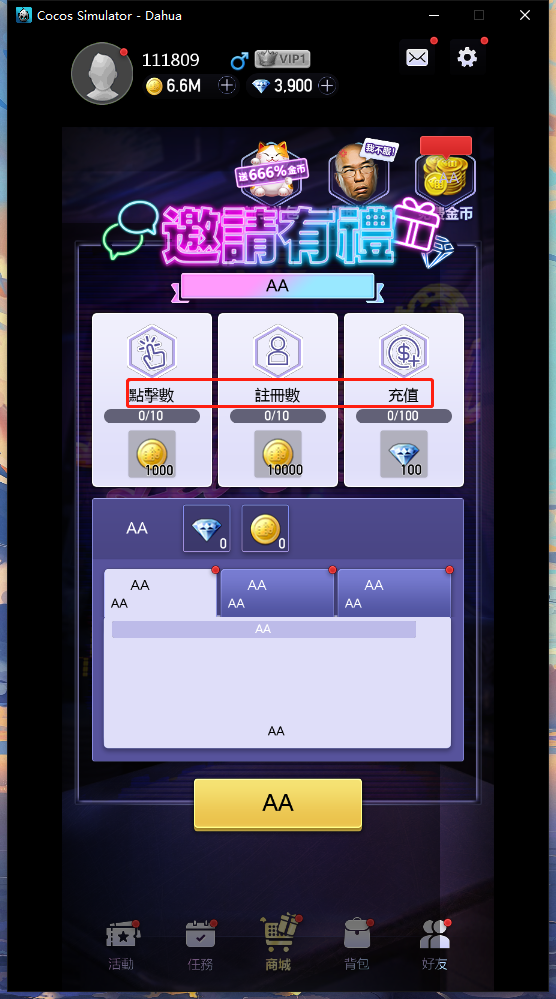 Cocos Simulator - Dahua
111809
VIP1
6.6M
3,900
送666%金币
我不服!
AA
金币
邀請有禮
AA
點擊數
註冊數
充值
0/10
0/10
0/100
1000
10000
100
AA
0
0
AA
AA
AA
AA
AA
AA
AA
AA
AA
活動
任務
商城
背包
好友